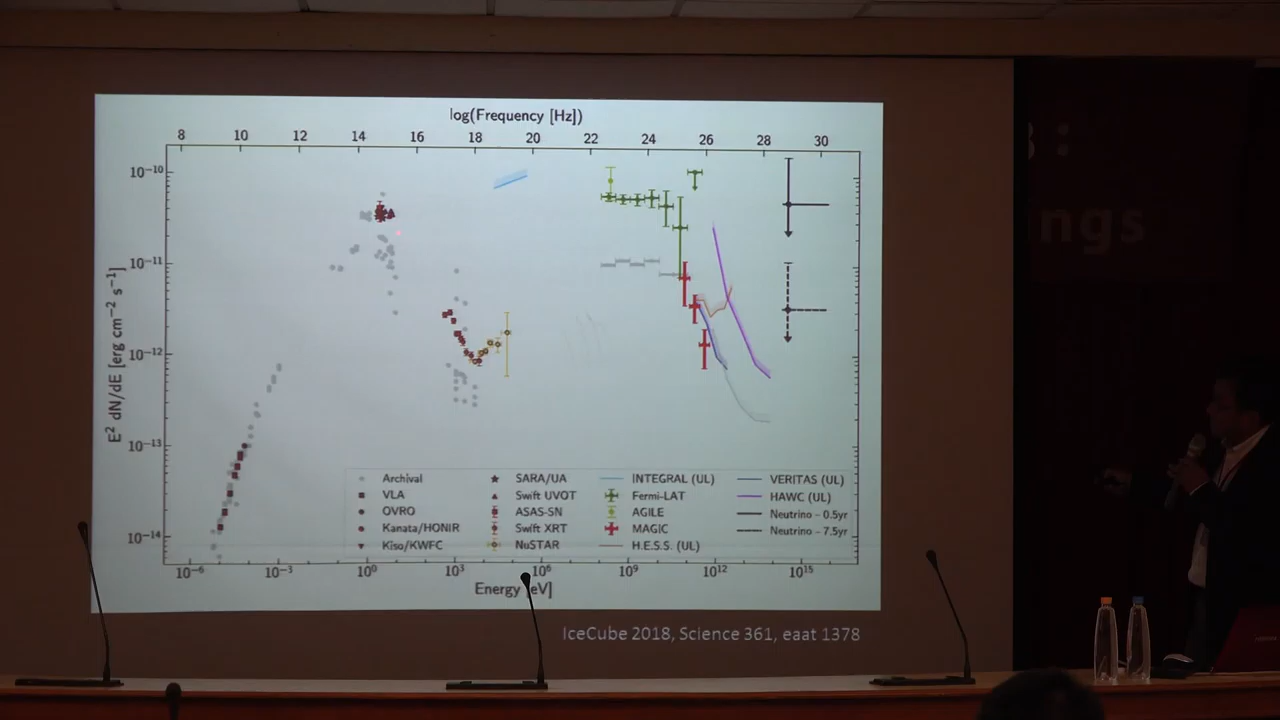 log(Frequency [Hz])
8 10 12 14 16 18 20 22 24 26 28 30
10⁻¹⁰
10⁻¹¹
10⁻¹²
10⁻¹³
10⁻¹⁴
E² dN/dE [erg cm⁻² s⁻¹]
Archival
VLA
OVRO
Kanata/HONIR
Kiso/KWFC
SARA/UA
Swift UVOT
ASAS-SN
Swift XRT
NuSTAR
INTEGRAL (UL)
Fermi-LAT
AGILE
MAGIC
H.E.S.S. (UL)
VERITAS (UL)
HAWC (UL)
Neutrino – 0.5yr
Neutrino – 7.5yr
10⁻⁶ 10⁻³ 10⁰ 10³ 10⁶ 10⁹ 10¹² 10¹⁵
Energy [eV]
IceCube 2018, Science 361, eaat 1378
ngs